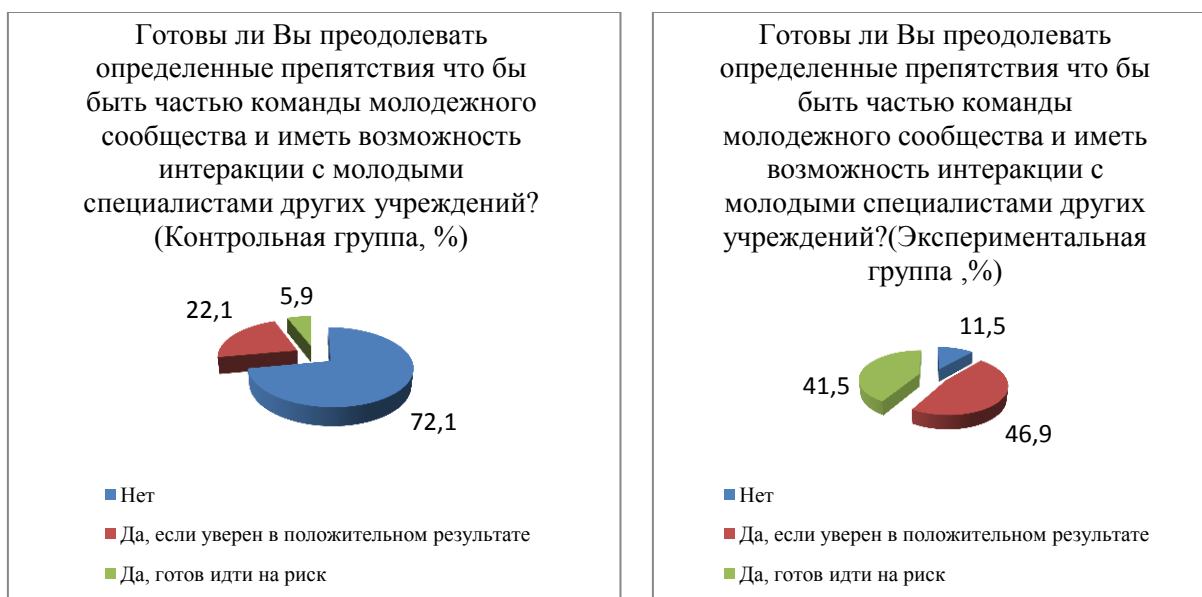 Готовы ли Вы преодолевать
определенные препятствия что бы
быть частью команды молодежного
сообщества и иметь возможность
интеракции с молодыми
специалистами других учреждений?
(Контрольная группа, %)
5,9
22,1
72,1
Нет
Да, если уверен в положительном результате
Да, готов идти на риск
Готовы ли Вы преодолевать
определенные препятствия что бы
быть частью команды
молодежного сообщества и иметь
возможность интеракции с
молодыми специалистами других
учреждений?(Экспериментальная
группа ,%)
11,5
41,5
46,9
Нет
Да, если уверен в положительном результате
Да, готов идти на риск